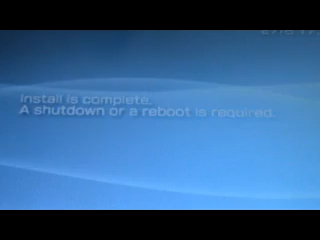 Install is complete.
A shutdown or a reboot is required.